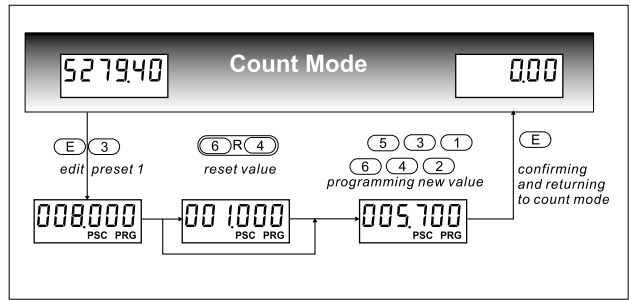 5279.40 Count Mode 0.00
E 3 6 R 4 5 3 1 E
6 4 2
edit preset 1 reset value programming new value
confirming
and returning
to count mode
008.000 001.000 005.700
PSC PRG PSC PRG PSC PRG